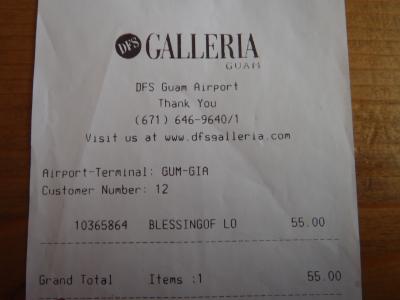 DFS GALLERIA
GUAM
DFS Guam Airport
Thank You
(671) 646-9640/1
Visit us at www.dfsgalleria.com
Airport-Terminal: GUM-GIA
Customer Number: 12
10365864 BLESSINGOF LO 55.00
Grand Total Items :1 55.00